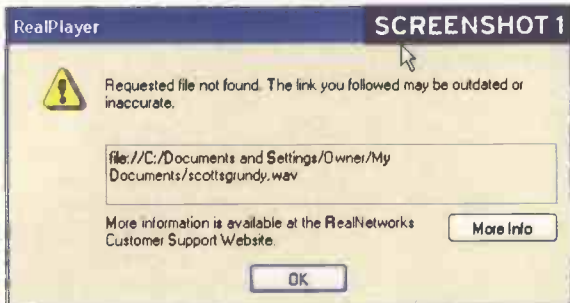 RealPlayer
SCREENSHOT 1
Requested file not found. The link you followed may be outdated or
inaccurate.
file://C:/Documents and Settings/Owner/My
Documents/scottsgrundy.wav
More information is available at the RealNetworks
Customer Support Website.
More Info
OK